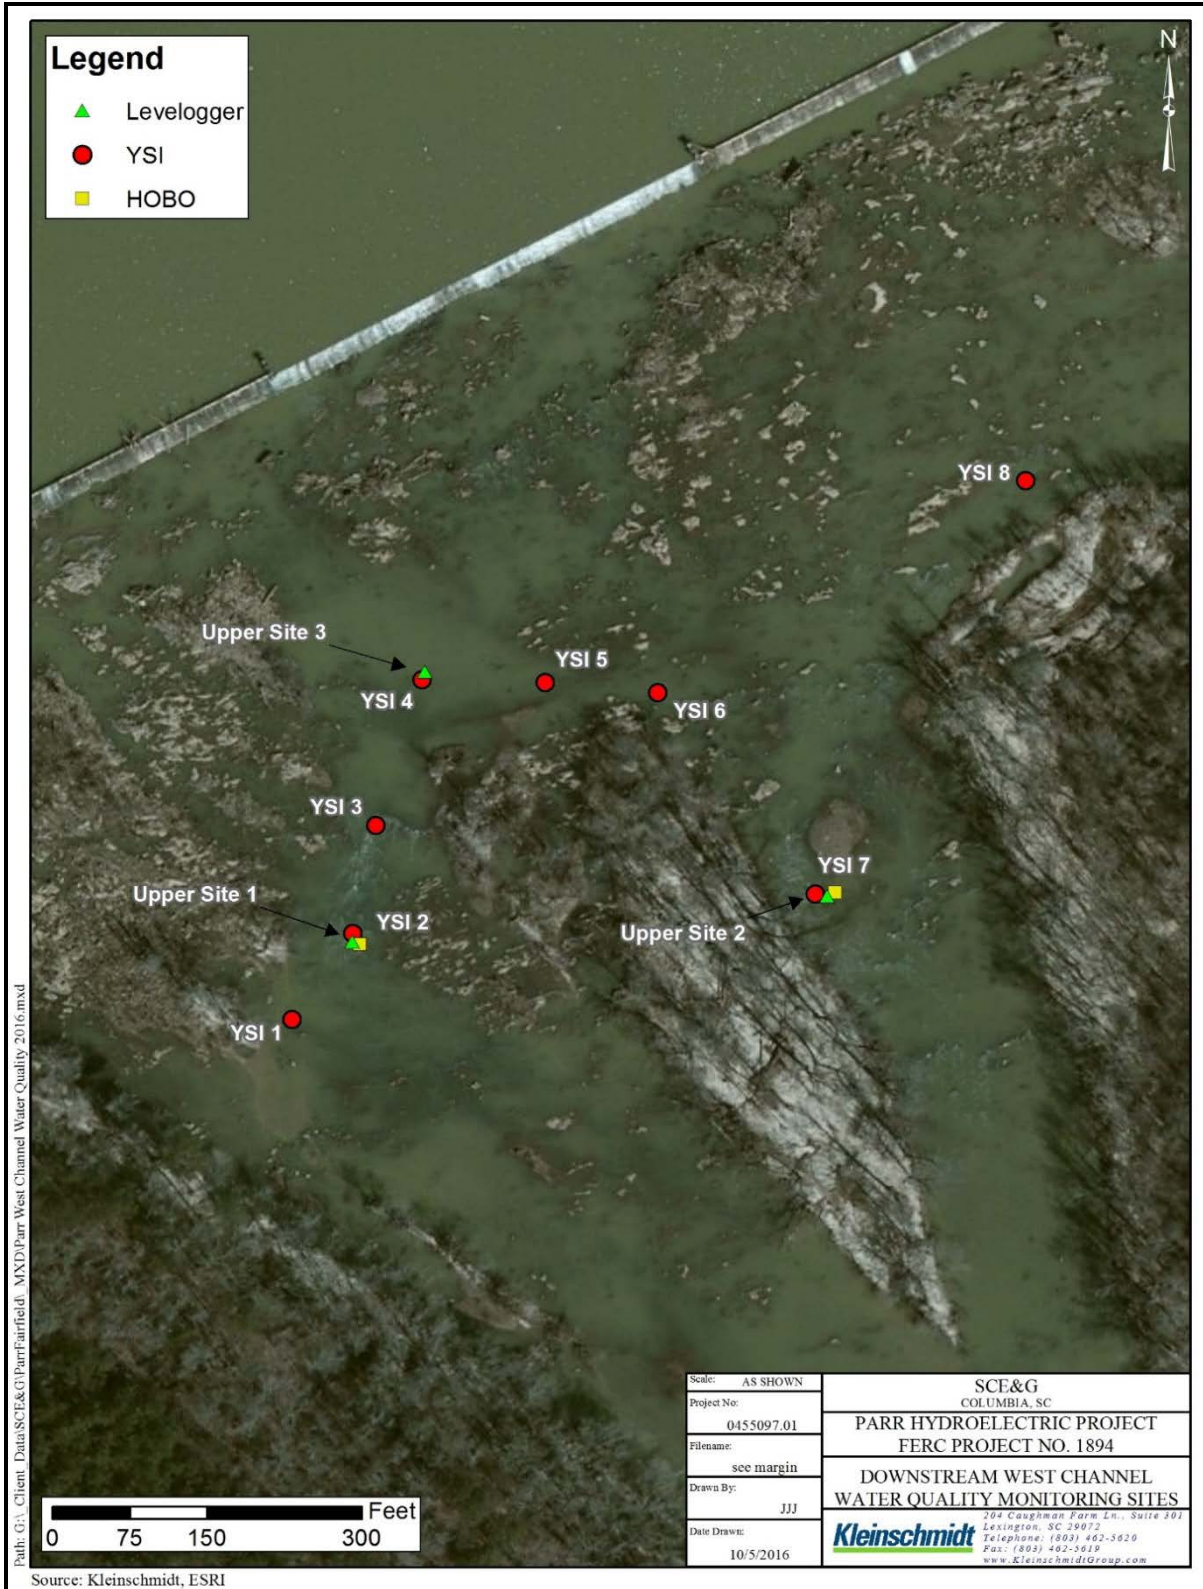 Legend
Levelogger
YSI
HOBO
N
YSI 8
Upper Site 3
YSI 5
YSI 4
YSI 6
YSI 3
YSI 7
Upper Site 1
YSI 2
Upper Site 2
YSI 1
Path: G:\_Client_Data\SCE&G\ParrFairfield\_MXD\Parr West Channel Water Quality 2016.mxd
Feet
0 75 150 300
Scale: AS SHOWN
Project No:
0455097.01
Filename:
see margin
Drawn By:
JJJ
Date Drawn:
10/5/2016
SCE&G
COLUMBIA, SC
PARR HYDROELECTRIC PROJECT
FERC PROJECT NO. 1894
DOWNSTREAM WEST CHANNEL
WATER QUALITY MONITORING SITES
Kleinschmidt
204 Caughman Farm Ln., Suite 301
Lexington, SC 29072
Telephone: (803) 462-5620
Fax: (803) 462-5619
www.KleinschmidtGroup.com
Source: Kleinschmidt, ESRI